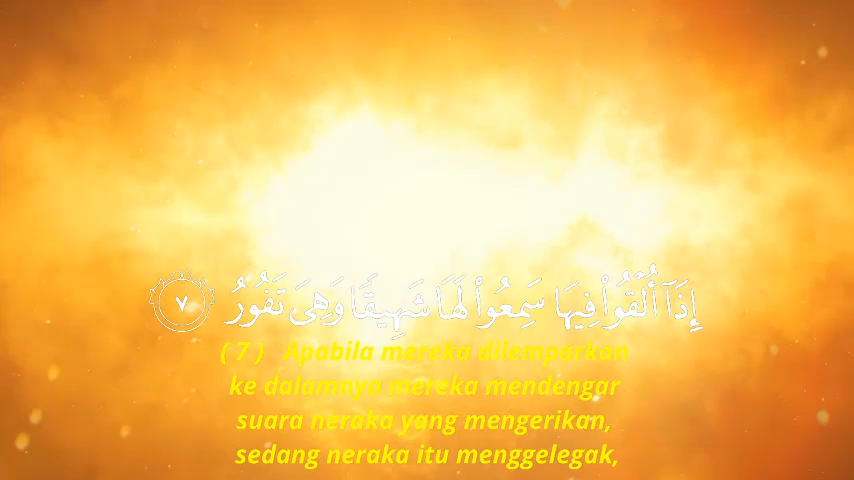 إِذَآ أُلْقُوا۟ فِيهَا سَمِعُوا۟ لَهَا شَهِيقًا وَهِىَ تَفُورُ ٧
( 7 ) Apabila mereka dilemparkan
ke dalamnya mereka mendengar
suara neraka yang mengerikan,
sedang neraka itu menggelegak,